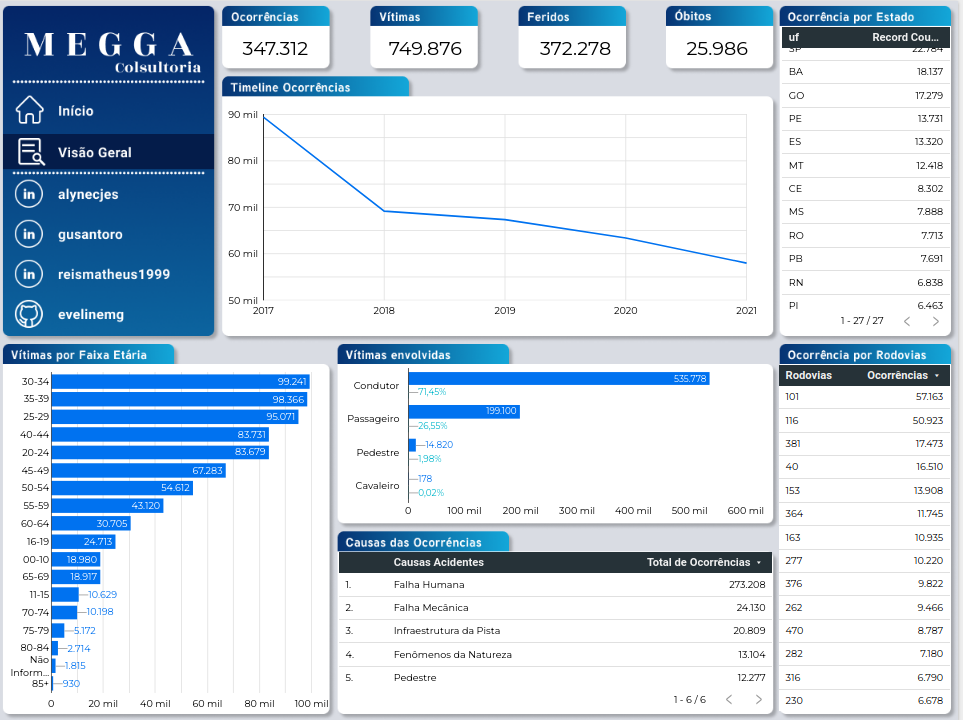 MEGGA
Colsultoria
Início
Visão Geral
alynecjes
gusantoro
reismatheus1999
evelinemg
Ocorrências
347.312
Vítimas
749.876
Feridos
372.278
Óbitos
25.986
Timeline Ocorrências
90 mil
80 mil
70 mil
60 mil
50 mil
2017 2018 2019 2020 2021
Ocorrência por Estado
uf Record Cou...
SP 22.784
BA 18.137
GO 17.279
PE 13.731
ES 13.320
MT 12.418
CE 8.302
MS 7.888
RO 7.713
PB 7.691
RN 6.838
PI 6.463
1 - 27 / 27
Vítimas por Faixa Etária
30-34 99.241
35-39 98.366
25-29 95.071
40-44 83.731
20-24 83.679
45-49 67.283
50-54 54.612
55-59 43.120
60-64 30.705
16-19 24.713
00-10 18.980
65-69 18.917
11-15 10.629
70-74 10.198
75-79 5.172
80-84 2.714
Não
Inform... 1.815
85+ 930
0 20 mil 40 mil 60 mil 80 mil 100 mil
Vítimas envolvidas
Condutor 535.778
71,45%
Passageiro 199.100
26,55%
Pedestre 14.820
1,98%
Cavaleiro 178
0,02%
0 100 mil 200 mil 300 mil 400 mil 500 mil 600 mil
Causas das Ocorréncias
Causas Acidentes Total de Ocorrências
1. Falha Humana 273.208
2. Falha Mecânica 24.130
3. Infraestrutura da Pista 20.809
4. Fenômenos da Natureza 13.104
5. Pedestre 12.277
1 - 6 / 6
Ocorrência por Rodovias
Rodovias Ocorrências
101 57.163
116 50.923
381 17.473
40 16.510
153 13.908
364 11.745
163 10.935
277 10.220
376 9.822
262 9.466
470 8.787
282 7.180
316 6.790
230 6.678